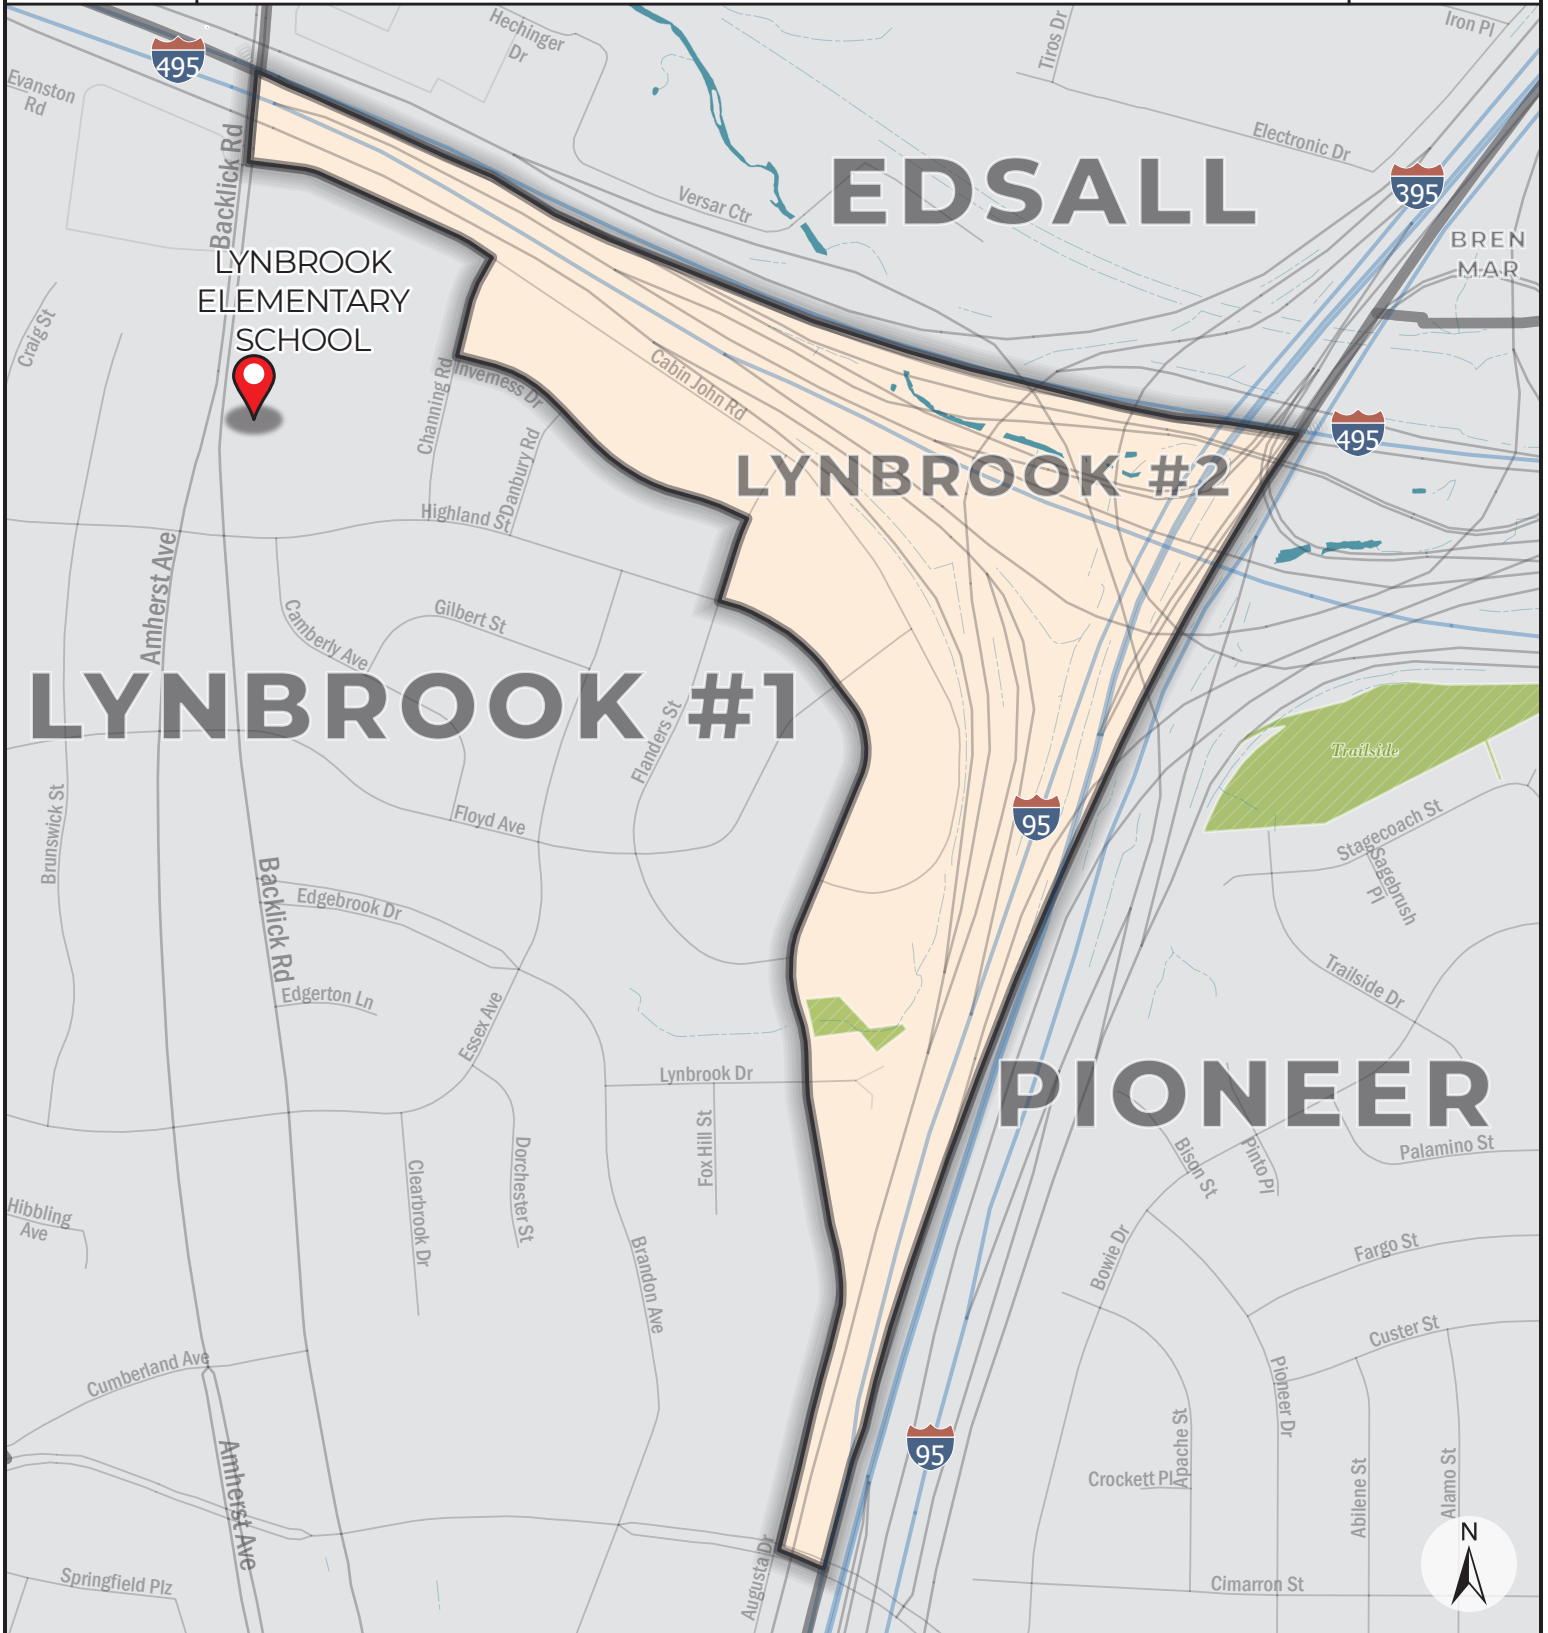 Hechinger
Dr
Tiros Dr
Iron Pl
495
Evanston
Rd
Electronic Dr
Backlick Rd
EDSALL
395
Versar Ctr
BREN
MAR
LYNBROOK
ELEMENTARY
SCHOOL
Craig St
Channing Rd
Inverness Dr
Cabin John Rd
495
Danbury Rd
LYNBROOK #2
Highland St
Amherst Ave
Camberly Ave
Gilbert St
LYNBROOK #1
Flanders St
Trailside
Brunswick St
Floyd Ave
95
Stagecoach St
Sagebrush
Pl
Backlick Rd
Edgebrook Dr
Edgerton Ln
Essex Ave
Trailside Dr
Lynbrook Dr
PIONEER
Fox Hill St
Dorchester St
Clearbrook Dr
Bison St
Pinto Pl
Palamino St
Hibbling
Ave
Brandon Ave
Bowie Dr
Fargo St
Custer St
Cumberland Ave
Pioneer Dr
95
Apache St
Crockett Pl
Abilene St
Alamo St
Amherst Ave
N
Springfield Plz
Augusta Dr
Cimarron St